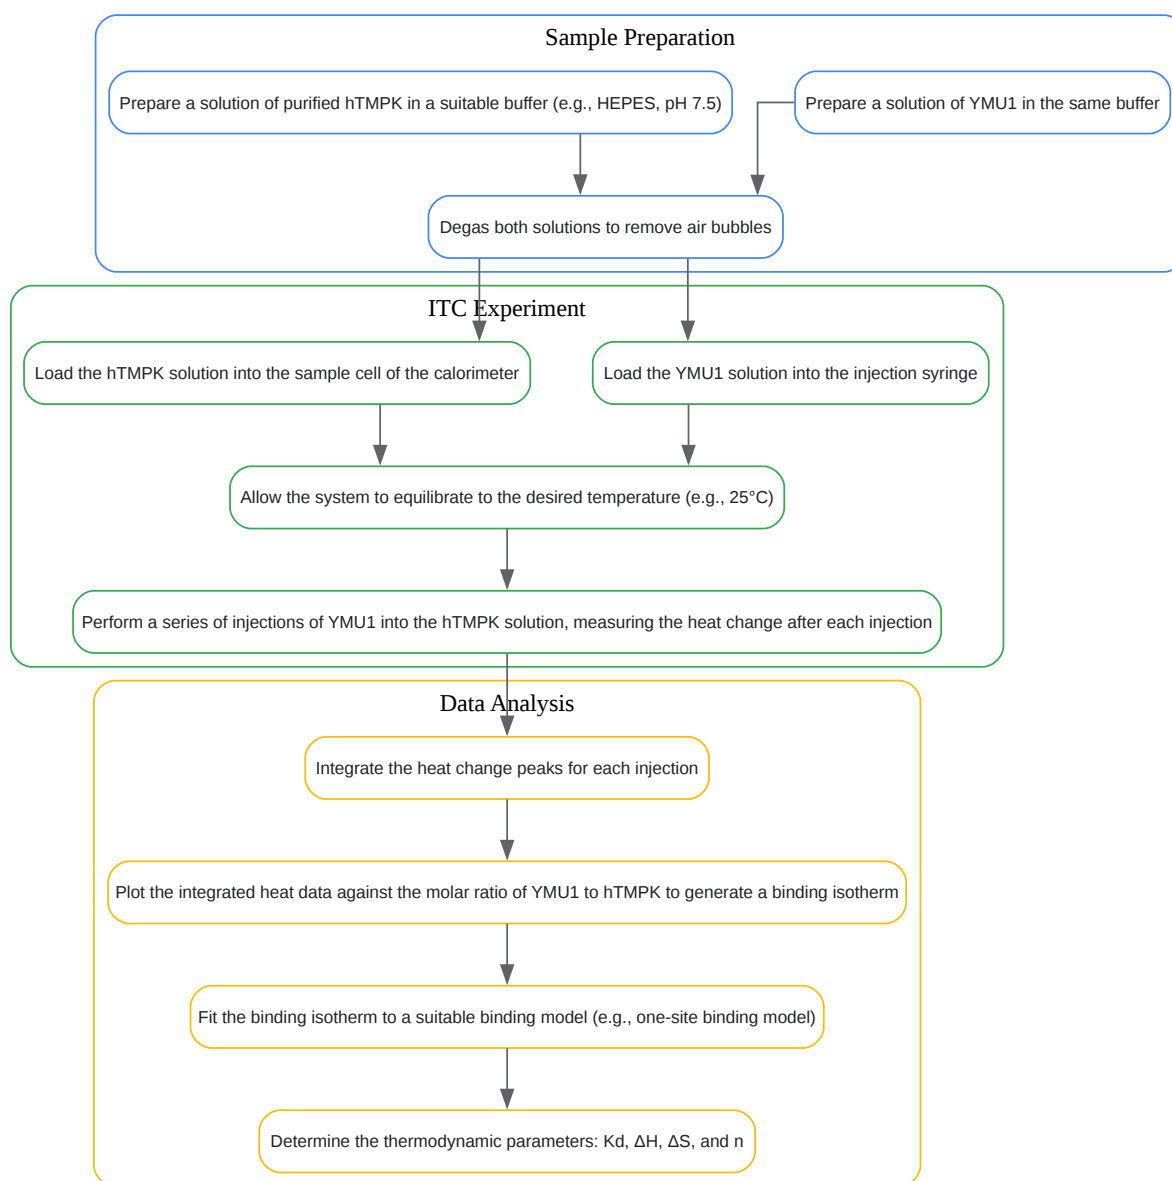 Sample Preparation
Prepare a solution of purified hTMPK in a suitable buffer (e.g., HEPES, pH 7.5)
Prepare a solution of YMU1 in the same buffer
Degas both solutions to remove air bubbles
ITC Experiment
Load the hTMPK solution into the sample cell of the calorimeter
Load the YMU1 solution into the injection syringe
Allow the system to equilibrate to the desired temperature (e.g., 25°C)
Perform a series of injections of YMU1 into the hTMPK solution, measuring the heat change after each injection
Data Analysis
Integrate the heat change peaks for each injection
Plot the integrated heat data against the molar ratio of YMU1 to hTMPK to generate a binding isotherm
Fit the binding isotherm to a suitable binding model (e.g., one-site binding model)
Determine the thermodynamic parameters: Kd, ΔH, ΔS, and n